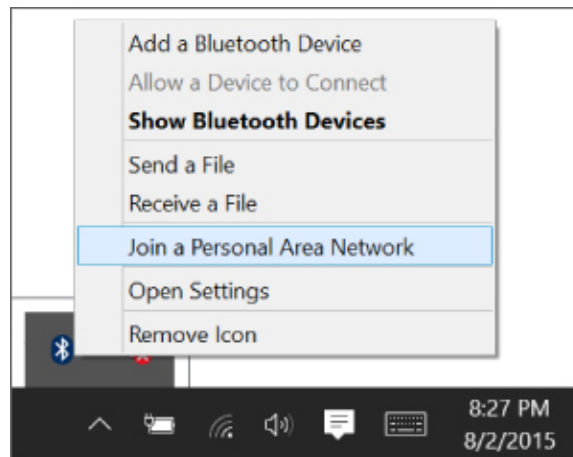 Add a Bluetooth Device
Allow a Device to Connect
Show Bluetooth Devices
Send a File
Receive a File
Join a Personal Area Network
Open Settings
Remove Icon
8:27 PM
8/2/2015